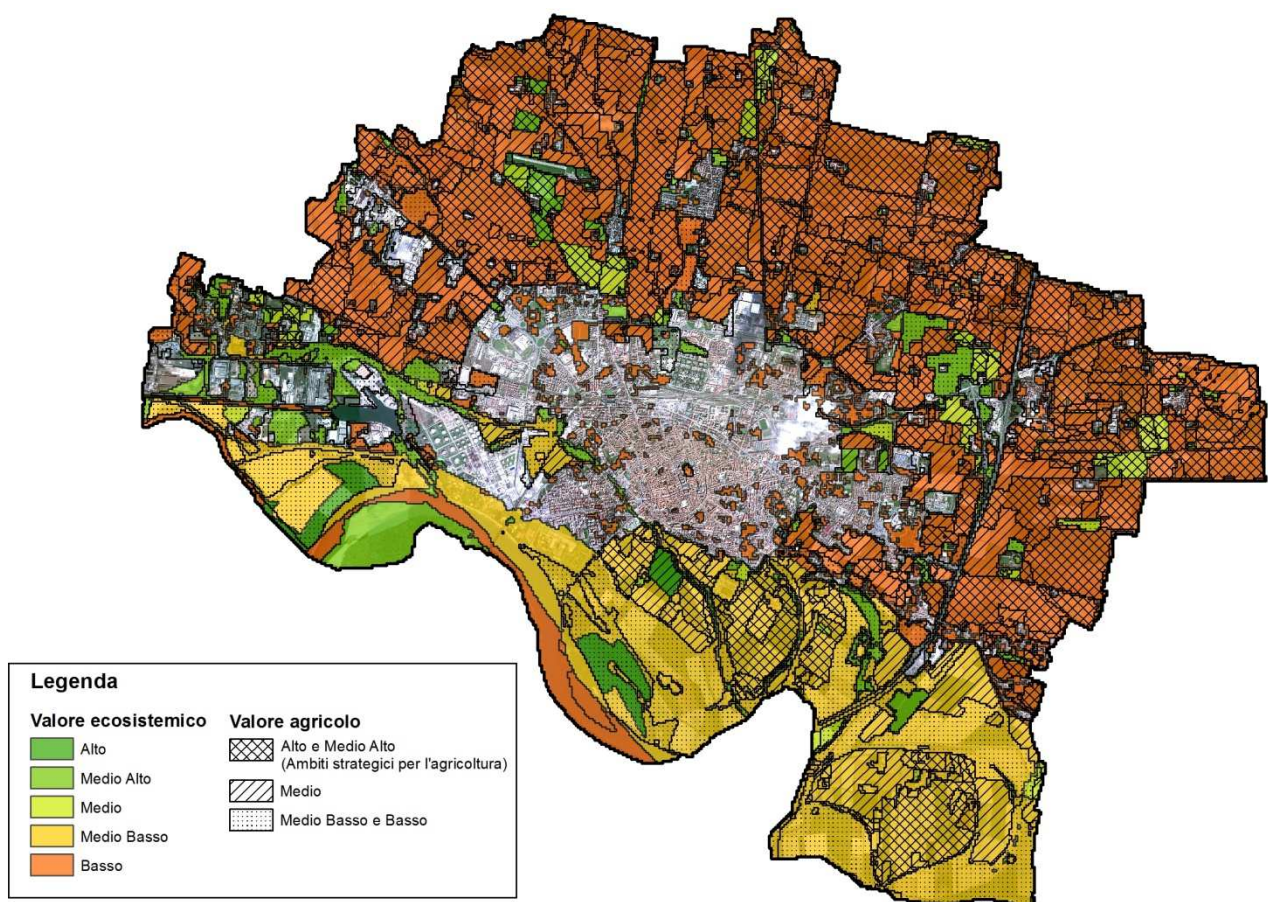 Legenda
Valore ecosistemico
Alto
Medio Alto
Medio
Medio Basso
Basso
Valore agricolo
Alto e Medio Alto
(Ambiti strategici per l'agricoltura)
Medio
Medio Basso e Basso